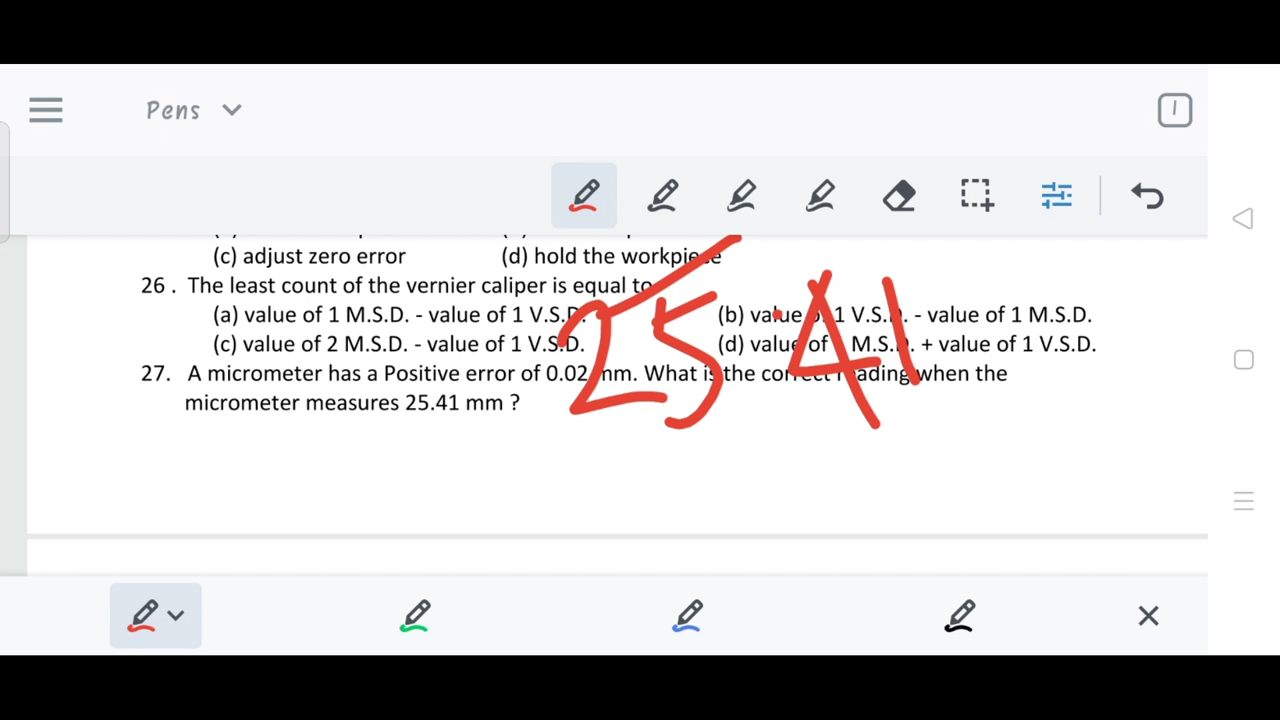 Pens
(c) adjust zero error (d) hold the workpiece
26 . The least count of the vernier caliper is equal to
(a) value of 1 M.S.D. - value of 1 V.S.D. (b) value of 1 V.S.D. - value of 1 M.S.D.
(c) value of 2 M.S.D. - value of 1 V.S.D. (d) value of M.S.D. + value of 1 V.S.D.
27. A micrometer has a Positive error of 0.02 mm. What is the correct reading when the
micrometer measures 25.41 mm ?
25.41